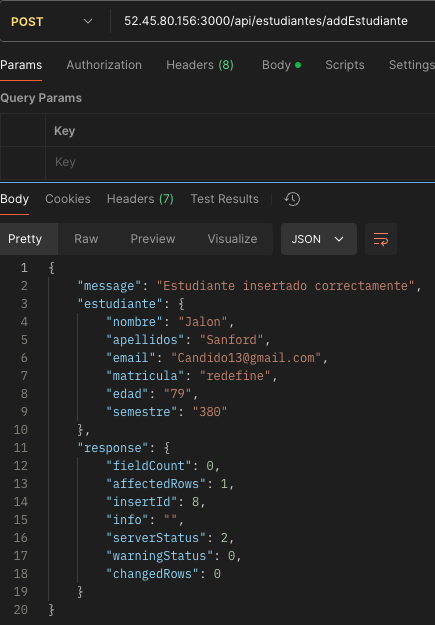 POST 52.45.80.156:3000/api/estudiantes/addEstudiante
Params Authorization Headers (8) Body Scripts Settings
Query Params
Key
Key
Body Cookies Headers (7) Test Results
Pretty Raw Preview Visualize JSON
1 {
2 "message": "Estudiante insertado correctamente",
3 "estudiante": {
4 "nombre": "Jalon",
5 "apellidos": "Sanford",
6 "email": "Candido13@gmail.com",
7 "matricula": "redefine",
8 "edad": "79",
9 "semestre": "380"
10 },
11 "response": {
12 "fieldCount": 0,
13 "affectedRows": 1,
14 "insertId": 8,
15 "info": "",
16 "serverStatus": 2,
17 "warningStatus": 0,
18 "changedRows": 0
19 }
20 }